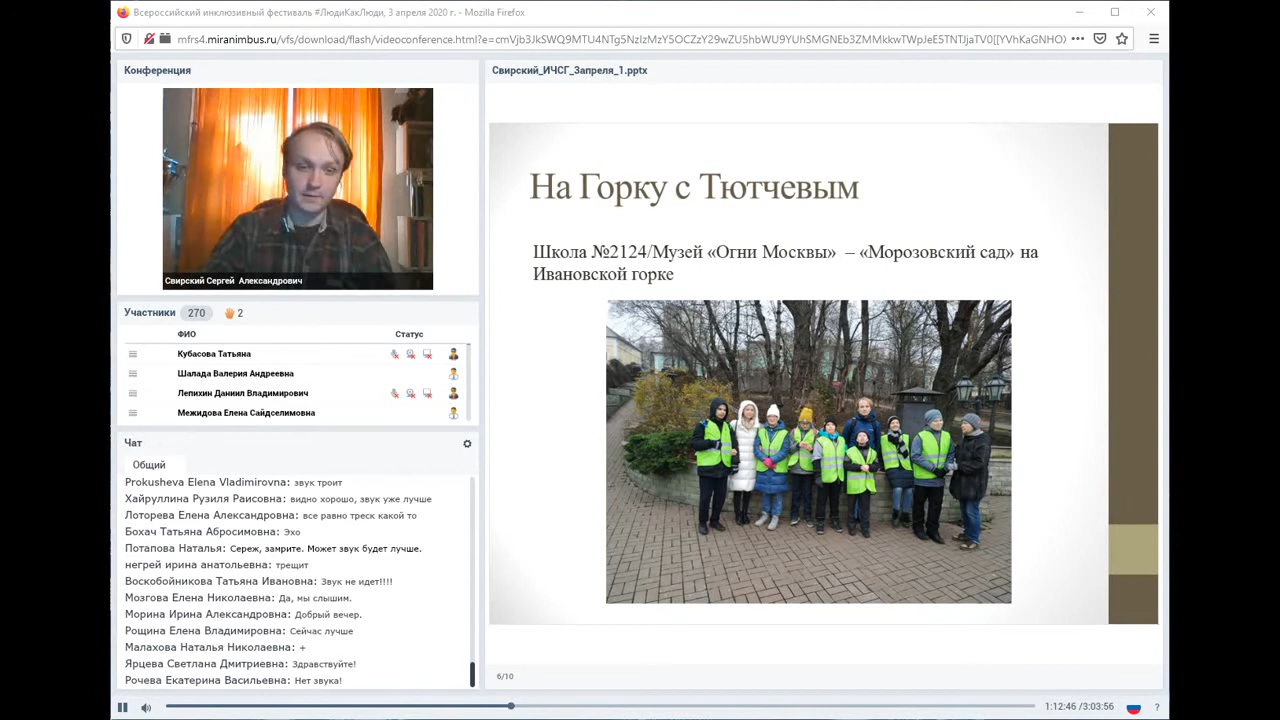 Всероссийский инклюзивный фестиваль #ЛюдиКакЛюди, 3 апреля 2020 г. - Mozilla Firefox
Конференция
Свирский Сергей Александрович
Участники 270 2
ФИО Статус
Кубасова Татьяна
Шалада Валерия Андреевна
Лепихин Даниил Владимирович
Межидова Елена Сайдселимовна
Чат
Общий
Prokusheva Elena Vladimirovna: звук троит
Хайруллина Рузиля Раисовна: видно хорошо, звук уже лучше
Лоторева Елена Александровна: все равно треск какой то
Бохач Татьяна Абросимовна: Эхо
Потапова Наталья: Сереж, замрите. Может звук будет лучше.
негрей ирина анатольевна: трещит
Воскобойникова Татьяна Ивановна: Звук не идет!!!!
Мозгова Елена Николаевна: Да, мы слышим.
Морина Ирина Александровна: Добрый вечер.
Рощина Елена Владимировна: Сейчас лучше
Малахова Наталья Николаевна: +
Ярцева Светлана Дмитриевна: Здравствуйте!
Рочева Екатерина Васильевна: Нет звука!
Свирский_ИЧСГ_3апреля_1.pptx
На Горку с Тютчевым
Школа №2124/Музей «Огни Москвы» – «Морозовский сад» на
Ивановской горке
6/10
1:12:46/3:03:56
?